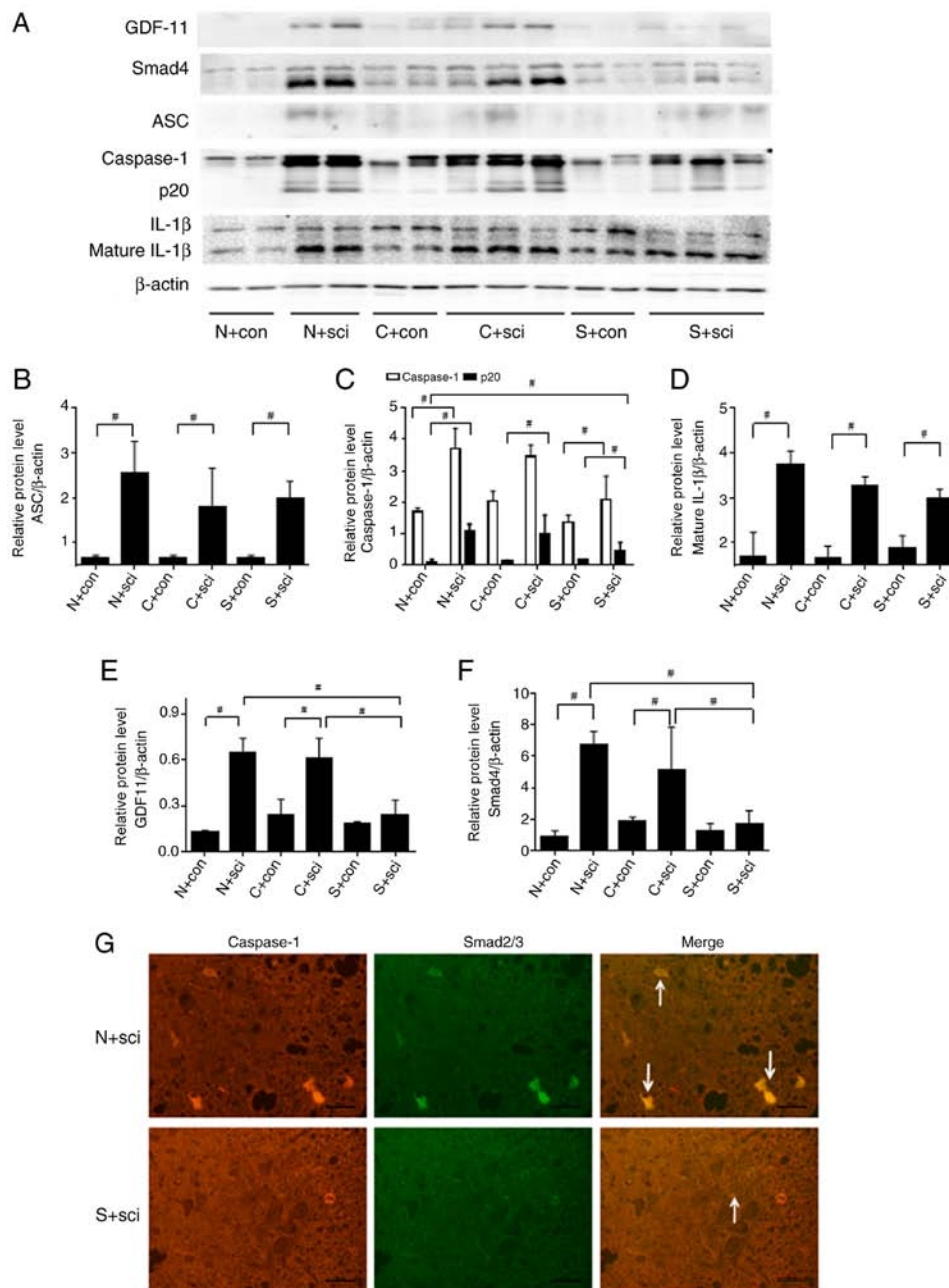 A
GDF-11
Smad4
ASC
Caspase-1
p20
IL-1β
Mature IL-1β
β-actin
N+con N+sci C+con C+sci S+con S+sci
B
Relative protein level
ASC/β-actin
4
3
2
1
#
#
#
N+con N+sci C+con C+sci S+con S+sci
C
Caspase-1 p20
Relative protein level
Caspase-1/β-actin
5
4
3
2
1
0
#
#
#
#
#
#
N+con N+sci C+con C+sci S+con S+sci
D
Relative protein level
Mature IL-1β/β-actin
5
4
3
2
#
#
#
N+con N+sci C+con C+sci S+con S+sci
E
Relative protein level
GDF11/β-actin
0.9
0.6
0.3
0.0
#
#
#
#
N+con N+sci C+con C+sci S+con S+sci
F
Relative protein level
Smad4/β-actin
10
8
6
4
2
0
#
#
#
#
N+con N+sci C+con C+sci S+con S+sci
G
Caspase-1 Smad2/3 Merge
N+sci
S+sci